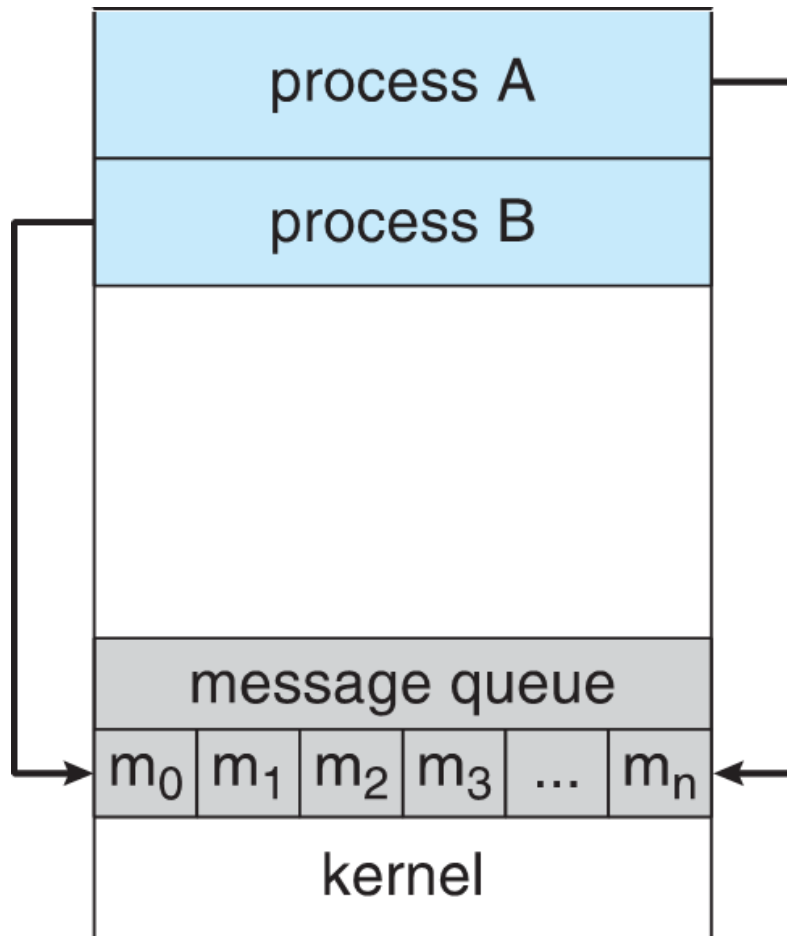 process A
process B
message queue
m₀ m₁ m₂ m₃ ... mₙ
kernel